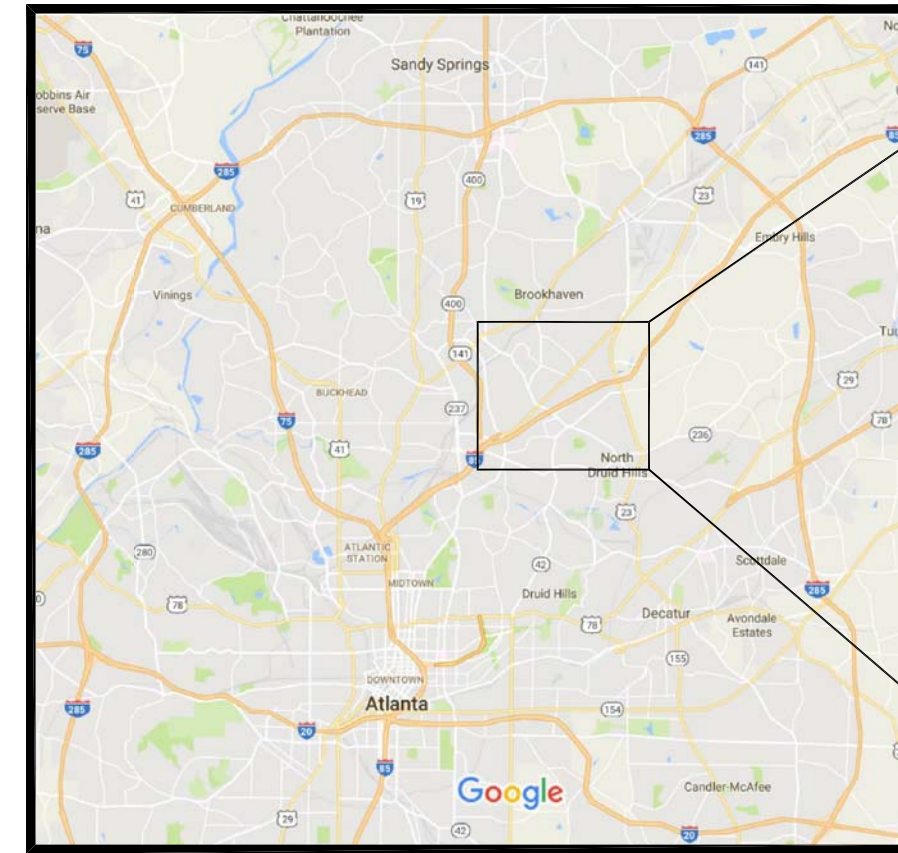 Chattahoochee
Plantation
No
75
Sandy Springs
141
obbins Air
serve Base
285
85
285
400
41
19
23
CUMBERLAND
na
Embry Hills
Vinings
Brookhaven
400
Tuc
141
29
BUCKHEAD
237
78
75
236
41
285
85
North
Druid Hills
23
280
ATLANTIC
STATION
42
Scottdale
MIDTOWN
285
Druid Hills
78
Decatur
78
Avondale
Estates
155
DOWNTOWN
Atlanta
285
154
20
85
Google
Candler-McAfee
29
42
20